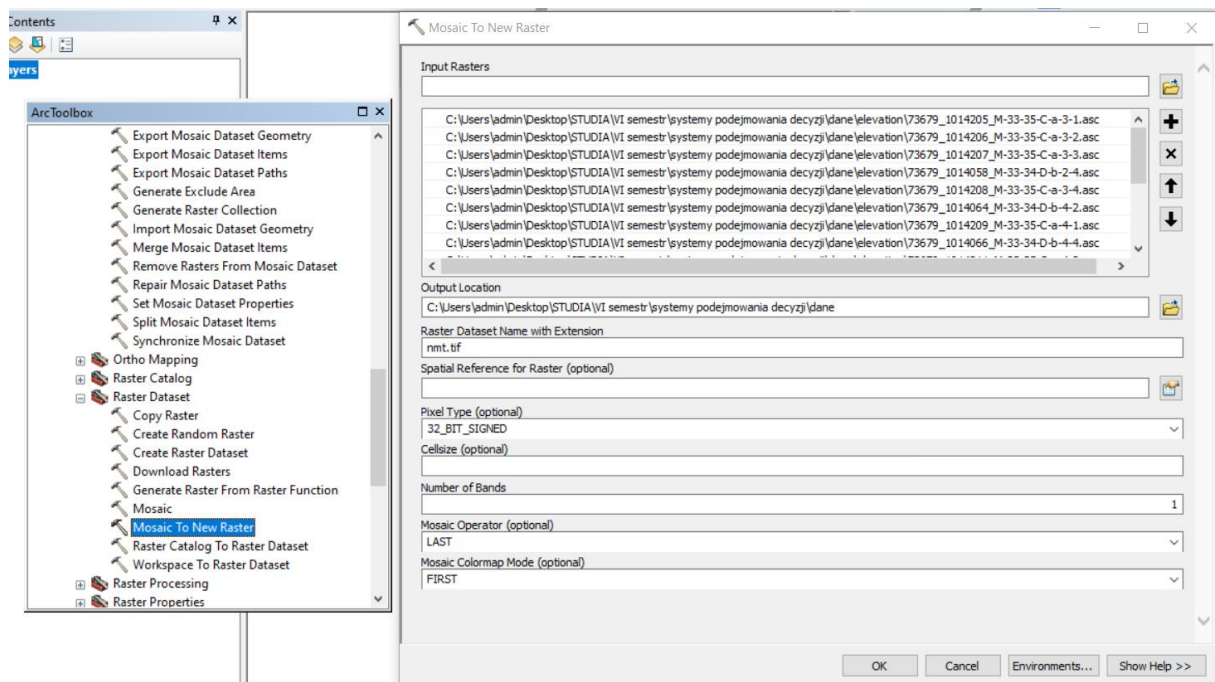 Contents
ayers
ArcToolbox
Export Mosaic Dataset Geometry
Export Mosaic Dataset Items
Export Mosaic Dataset Paths
Generate Exclude Area
Generate Raster Collection
Import Mosaic Dataset Geometry
Merge Mosaic Dataset Items
Remove Rasters From Mosaic Dataset
Repair Mosaic Dataset Paths
Set Mosaic Dataset Properties
Split Mosaic Dataset Items
Synchronize Mosaic Dataset
Ortho Mapping
Raster Catalog
Raster Dataset
Copy Raster
Create Random Raster
Create Raster Dataset
Download Rasters
Generate Raster From Raster Function
Mosaic
Mosaic To New Raster
Raster Catalog To Raster Dataset
Workspace To Raster Dataset
Raster Processing
Raster Properties
Mosaic To New Raster
Input Rasters
C:\Users\admin\Desktop\STUDIA\VI semestr\systemy podejmowania decyzji\dane\elevation\73679_1014205_M-33-35-C-a-3-1.asc
C:\Users\admin\Desktop\STUDIA\VI semestr\systemy podejmowania decyzji\dane\elevation\73679_1014206_M-33-35-C-a-3-2.asc
C:\Users\admin\Desktop\STUDIA\VI semestr\systemy podejmowania decyzji\dane\elevation\73679_1014207_M-33-35-C-a-3-3.asc
C:\Users\admin\Desktop\STUDIA\VI semestr\systemy podejmowania decyzji\dane\elevation\73679_1014058_M-33-34-D-b-2-4.asc
C:\Users\admin\Desktop\STUDIA\VI semestr\systemy podejmowania decyzji\dane\elevation\73679_1014208_M-33-35-C-a-3-4.asc
C:\Users\admin\Desktop\STUDIA\VI semestr\systemy podejmowania decyzji\dane\elevation\73679_1014064_M-33-34-D-b-4-2.asc
C:\Users\admin\Desktop\STUDIA\VI semestr\systemy podejmowania decyzji\dane\elevation\73679_1014209_M-33-35-C-a-4-1.asc
C:\Users\admin\Desktop\STUDIA\VI semestr\systemy podejmowania decyzji\dane\elevation\73679_1014066_M-33-34-D-b-4-4.asc
Output Location
C:\Users\admin\Desktop\STUDIA\VI semestr\systemy podejmowania decyzji\dane
Raster Dataset Name with Extension
nmt.tif
Spatial Reference for Raster (optional)
Pixel Type (optional)
32_BIT_SIGNED
Cellsize (optional)
Number of Bands
1
Mosaic Operator (optional)
LAST
Mosaic Colormap Mode (optional)
FIRST
OK
Cancel
Environments...
Show Help >>